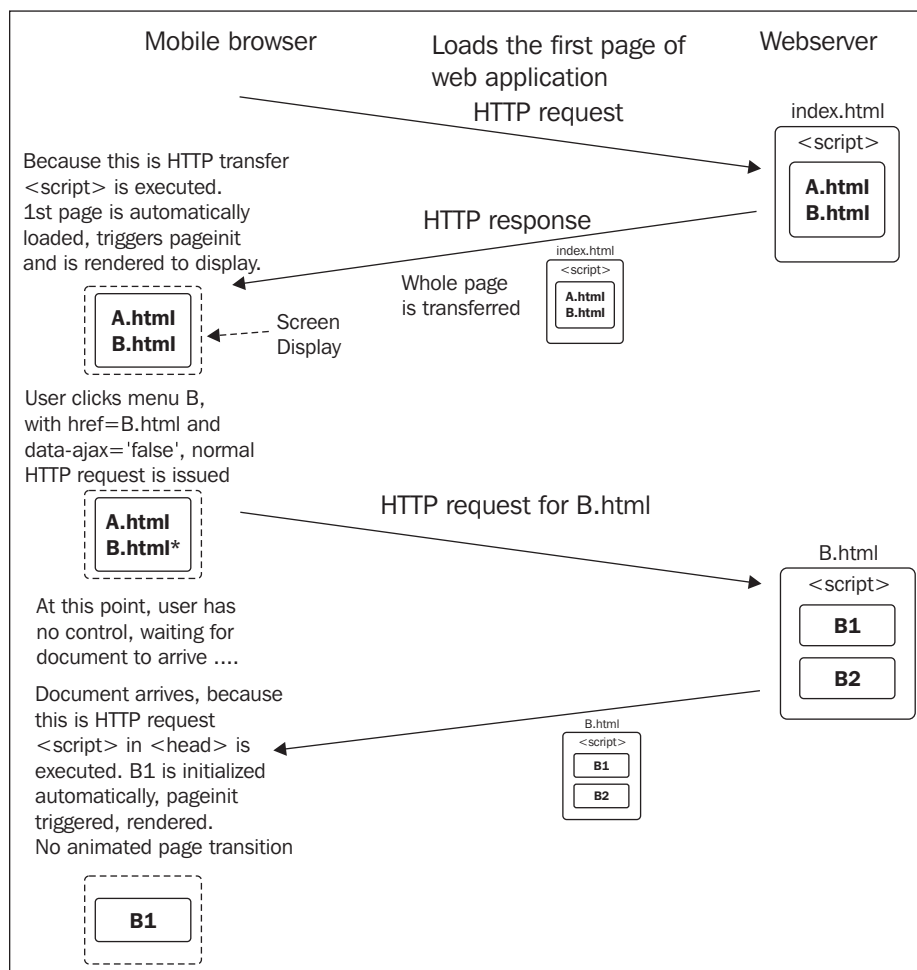 Mobile browser
Loads the first page of
web application
Webserver
HTTP request
index.html
<script>
A.html
B.html
Because this is HTTP transfer
<script> is executed.
1st page is automatically
loaded, triggers pageinit
and is rendered to display.
HTTP response
index.html
<script>
A.html
B.html
Whole page
is transferred
A.html
B.html
Screen
Display
User clicks menu B,
with href=B.html and
data-ajax='false', normal
HTTP request is issued
A.html
B.html*
HTTP request for B.html
B.html
<script>
B1
B2
At this point, user has
no control, waiting for
document to arrive ....
Document arrives, because
this is HTTP request
<script> in <head> is
executed. B1 is initialized
automatically, pageinit
triggered, rendered.
No animated page transition
B.html
<script>
B1
B2
B1